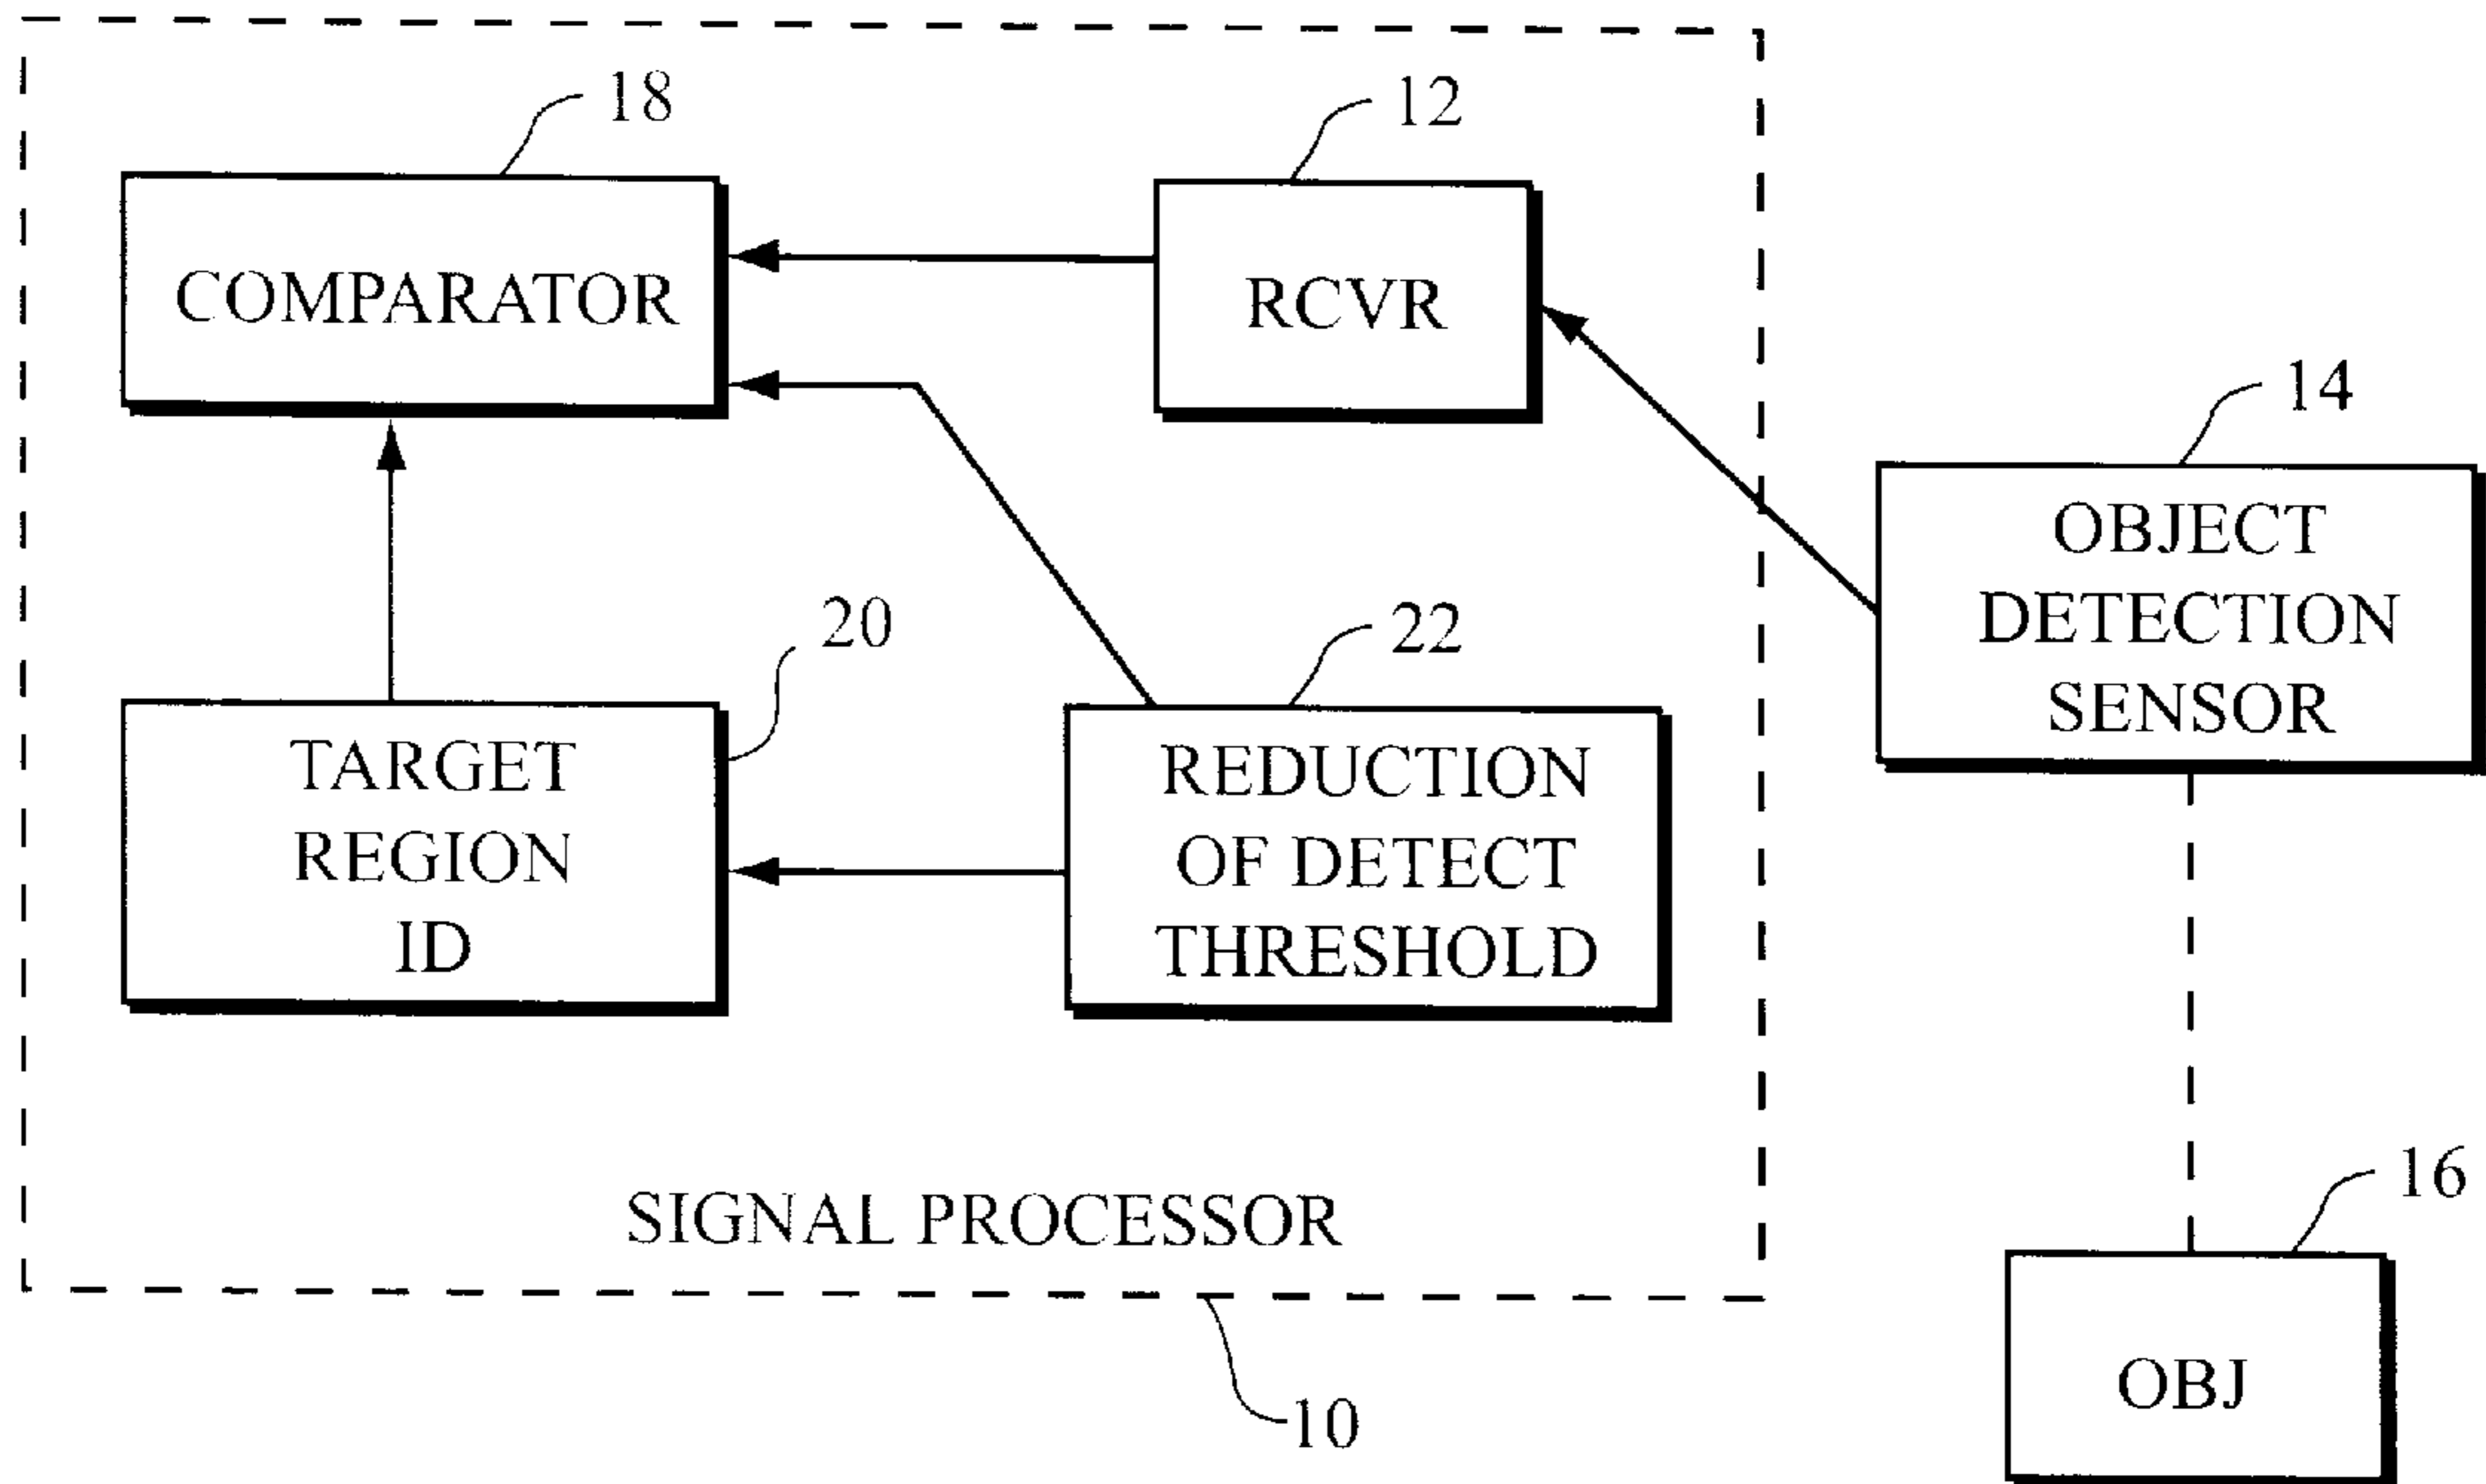 18
12
COMPARATOR
RCVR
14
OBJECT
DETECTION
SENSOR
20
22
TARGET
REGION
ID
REDUCTION
OF DETECT
THRESHOLD
SIGNAL PROCESSOR
16
OBJ
10